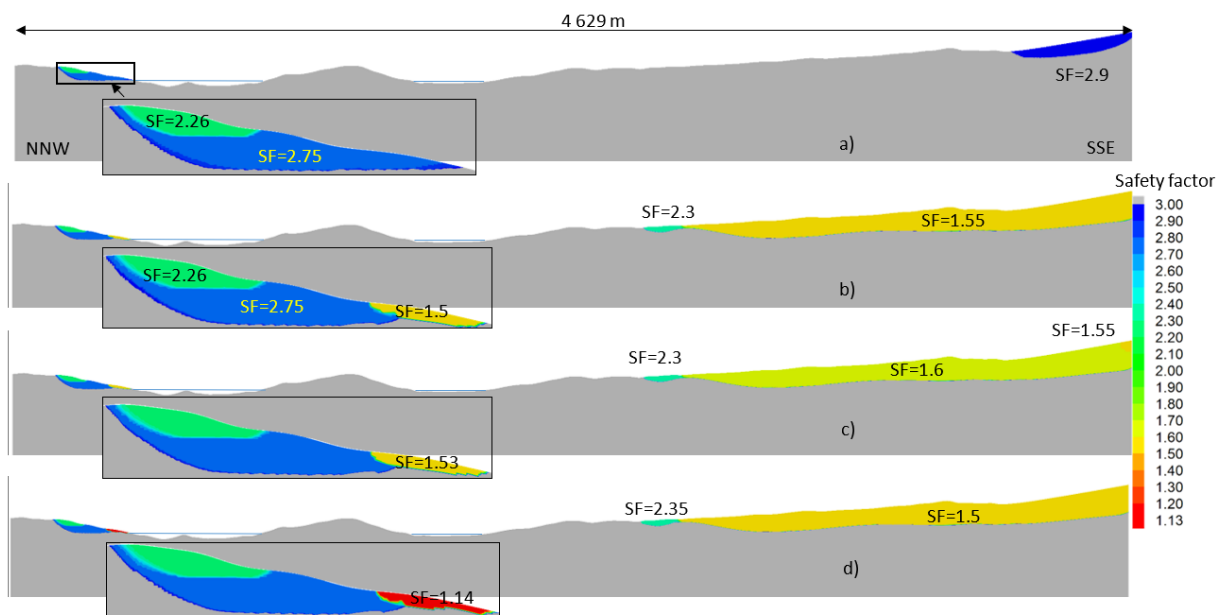 4 629 m
SF=2.9
SF=2.26
SF=2.75
NNW
a)
SSE
Safety factor
3.00
2.90
2.80
2.70
2.60
2.50
2.40
2.30
2.20
2.10
2.00
1.90
1.80
1.70
1.60
1.50
1.40
1.30
1.20
1.13
SF=2.3
SF=1.55
SF=2.26
SF=2.75
SF=1.5
b)
SF=1.55
SF=2.3
SF=1.6
SF=1.53
c)
SF=2.35
SF=1.5
SF=1.14
d)